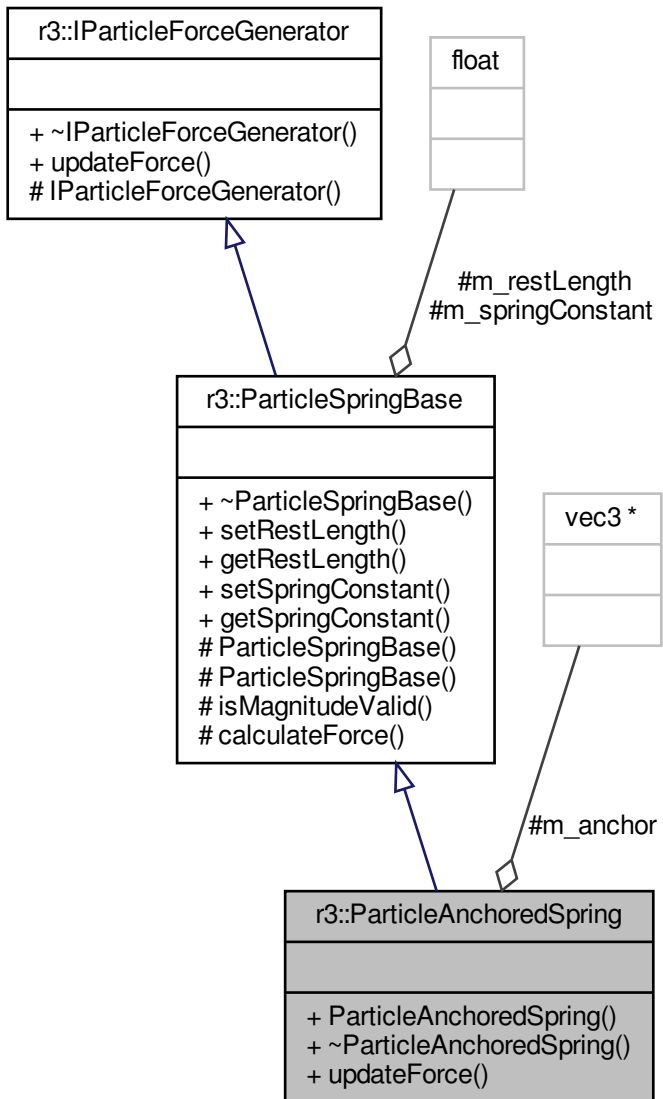 r3::IParticleForceGenerator
+ ~IParticleForceGenerator()
+ updateForce()
# IParticleForceGenerator()
float
#m_restLength
#m_springConstant
r3::ParticleSpringBase
+ ~ParticleSpringBase()
+ setRestLength()
+ getRestLength()
+ setSpringConstant()
+ getSpringConstant()
# ParticleSpringBase()
# ParticleSpringBase()
# isMagnitudeValid()
# calculateForce()
vec3 *
#m_anchor
r3::ParticleAnchoredSpring
+ ParticleAnchoredSpring()
+ ~ParticleAnchoredSpring()
+ updateForce()